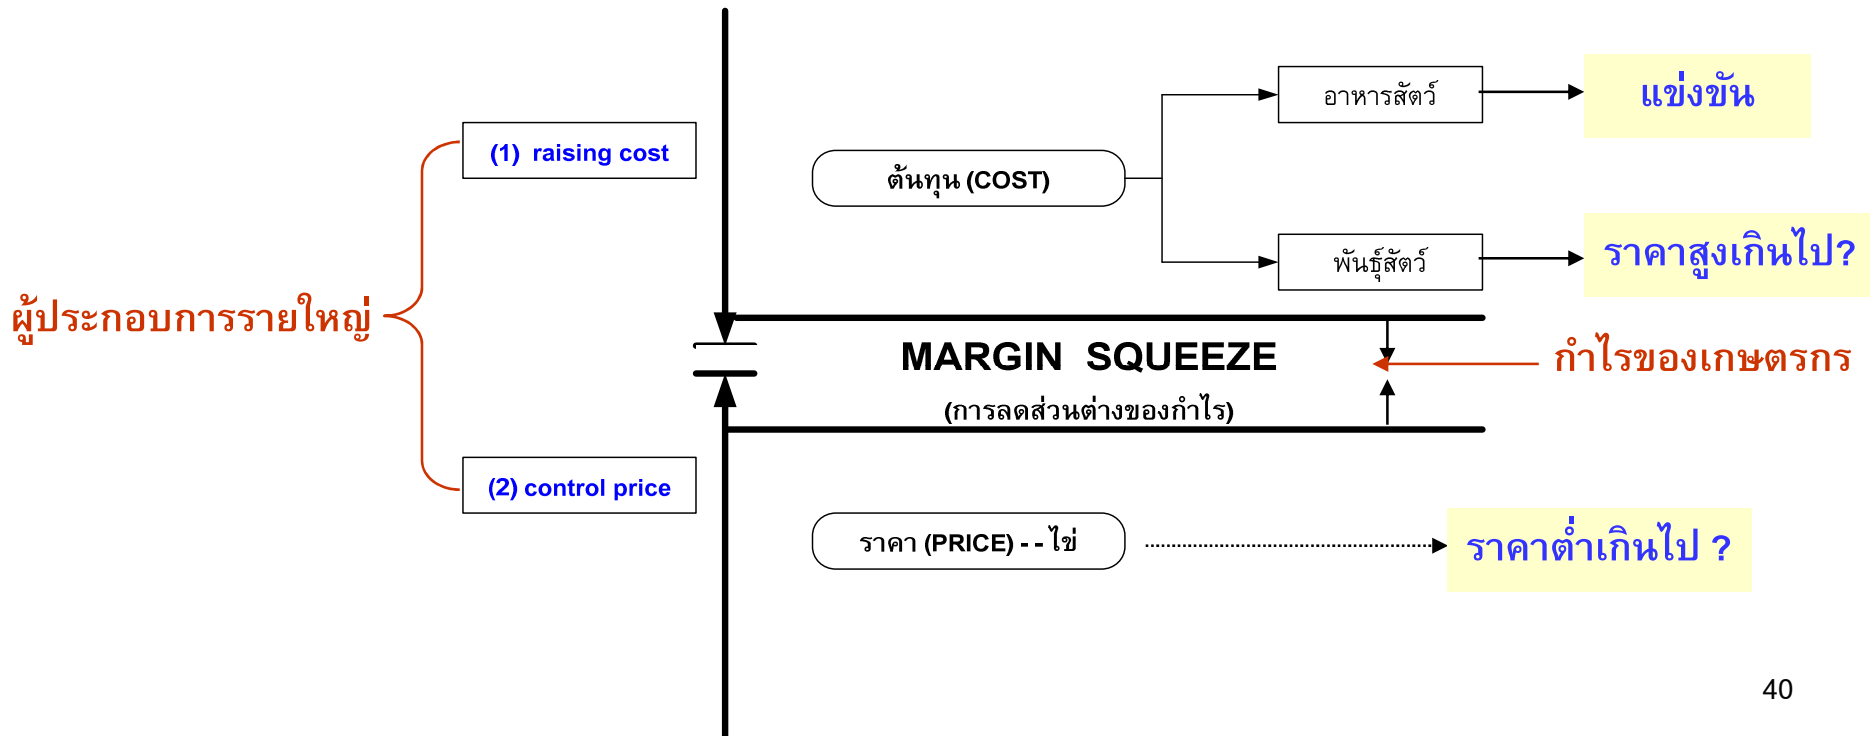 ผู้ประกอบการรายใหญ่
(1) raising cost
(2) control price
ต้นทุน (COST)
อาหารสัตว์
แข่งขัน
พันธุ์สัตว์
ราคาสูงเกินไป?
MARGIN SQUEEZE
(การลดส่วนต่างของกำไร)
กำไรของเกษตรกร
ราคา (PRICE) - - ไข่
ราคาต่ำเกินไป ?
40